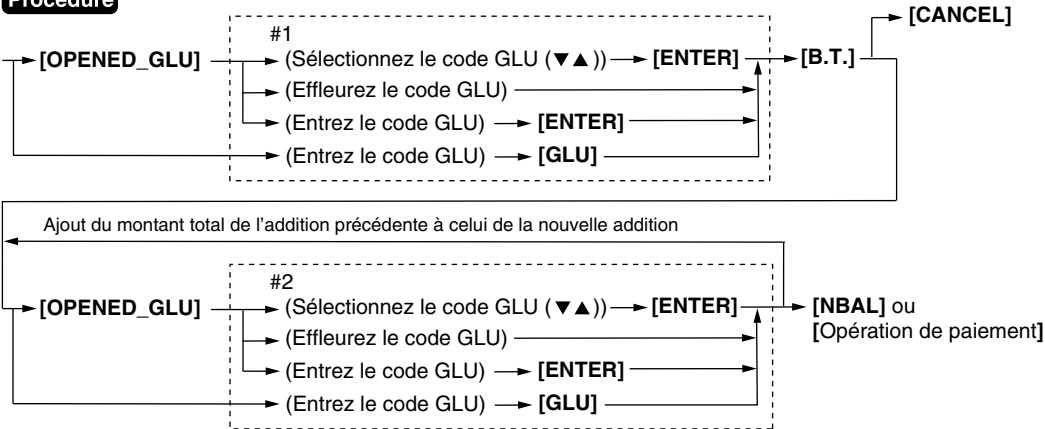 Procédure
[CANCEL]
#1
[OPENED_GLU] (Sélectionnez le code GLU (▼▲)) [ENTER] [B.T.]
(Effleurez le code GLU)
(Entrez le code GLU) [ENTER]
(Entrez le code GLU) [GLU]
Ajout du montant total de l’addition précédente à celui de la nouvelle addition
#2
[OPENED_GLU] (Sélectionnez le code GLU (▼▲)) [ENTER] [NBAL] ou
(Effleurez le code GLU) [Opération de paiement]
(Entrez le code GLU) [ENTER]
(Entrez le code GLU) [GLU]